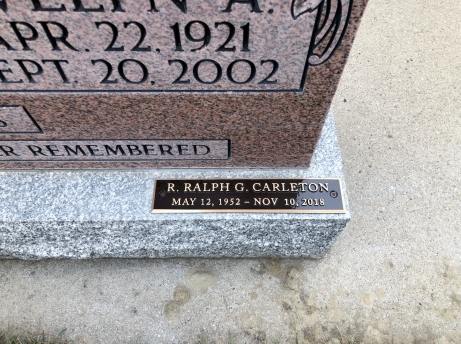 A.
APR. 22, 1921
SEPT. 20, 2002
REMEMBERED
R. RALPH G. CARLETON
MAY 12, 1952 – NOV 10, 2018